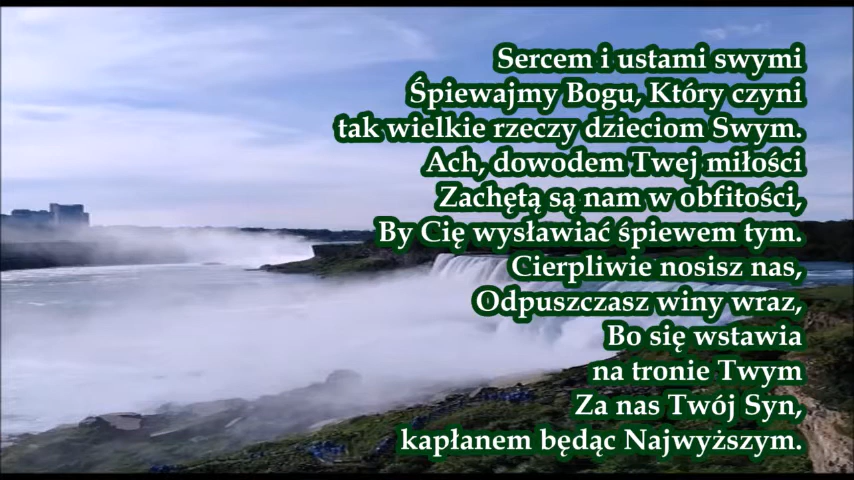 Sercem i ustami swymi
Śpiewajmy Bogu, Który czyni
tak wielkie rzeczy dzieciom Swym.
Ach, dowodem Twej miłości
Zachętą są nam w obfitości,
By Cię wysławiać śpiewem tym.
Cierpliwie nosisz nas,
Odpuszczasz winy wraz,
Bo się wstawia
na tronie Twym
Za nas Twój Syn,
kapłanem będąc Najwyższym.